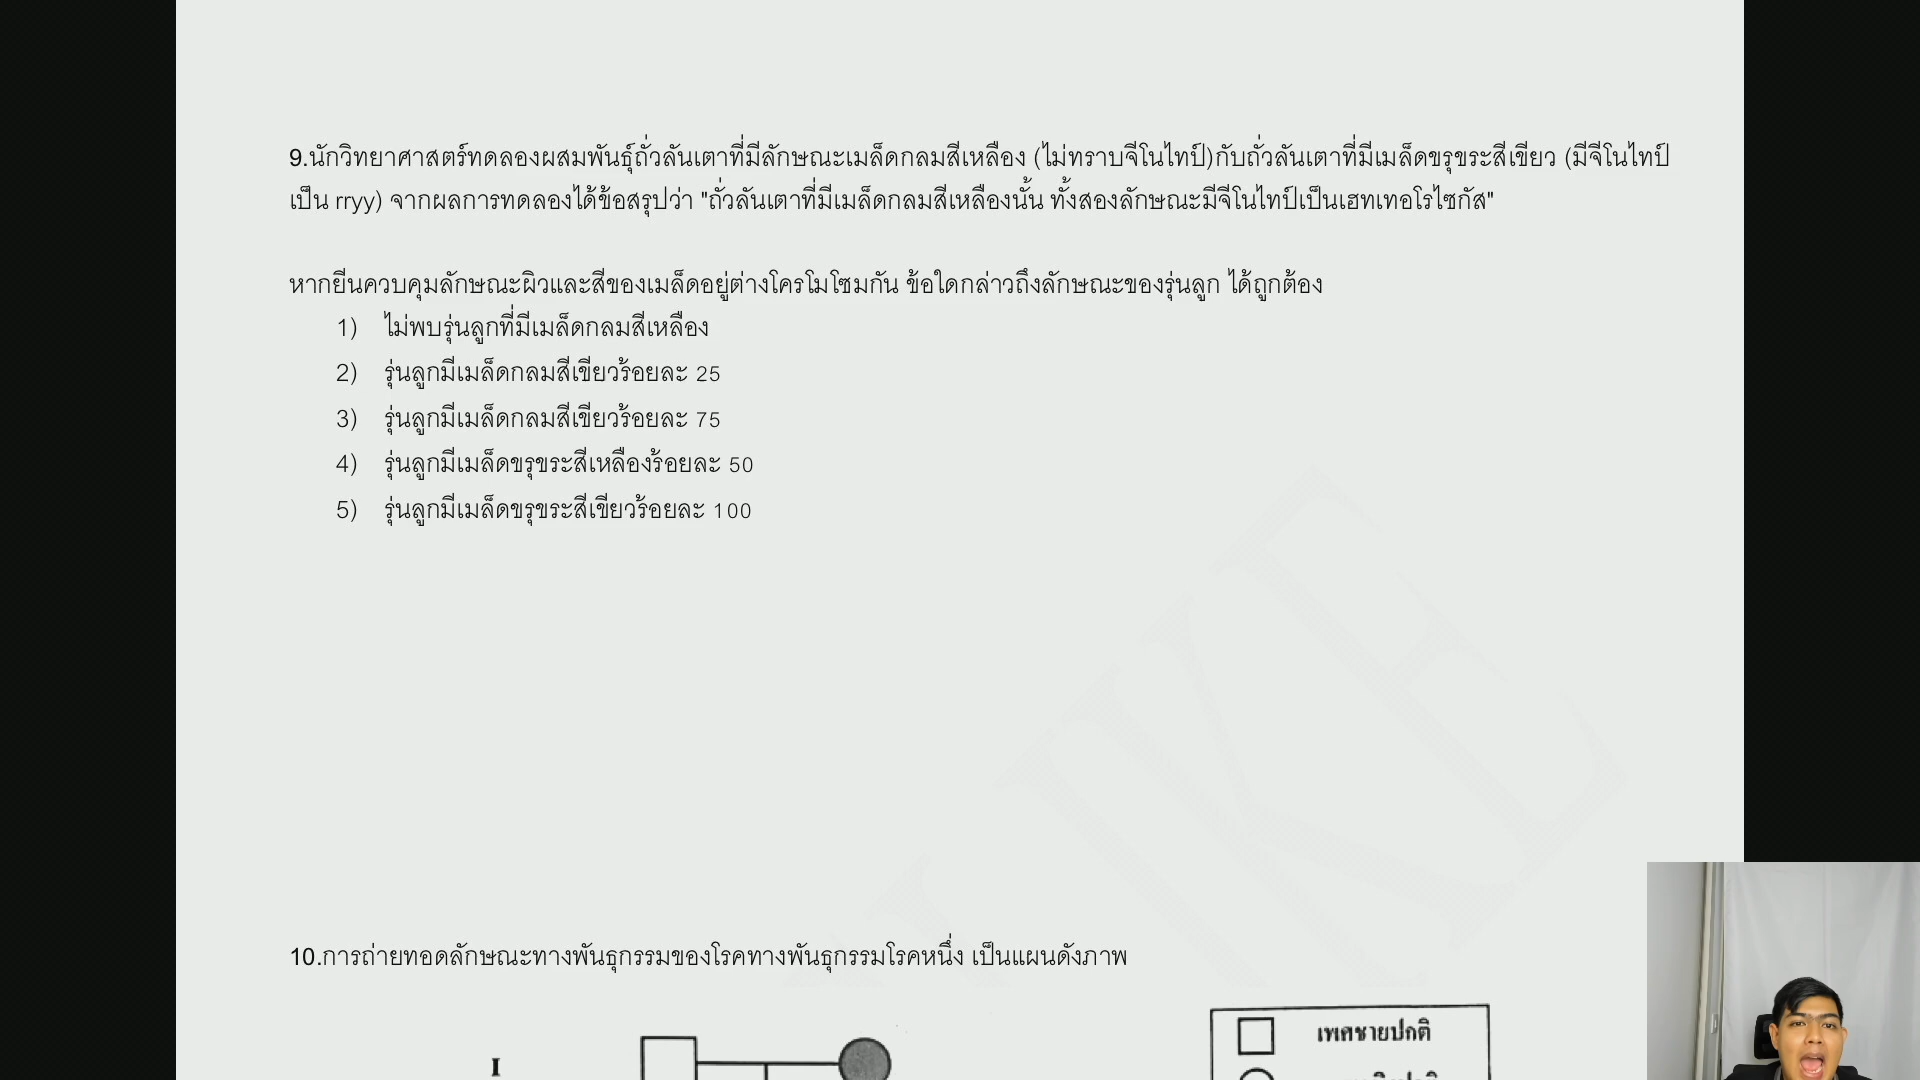 9.นักวิทยาศาสตร์ทดลองผสมพันธุ์ถั่วลันเตาที่มีลักษณะเมล็ดกลมสีเหลือง (ไม่ทราบจีโนไทป์)กับถั่วลันเตาที่มีเมล็ดขรุขระสีเขียว (มีจีโนไทป์
เป็น rryy) จากผลการทดลองได้ข้อสรุปว่า "ถั่วลันเตาที่มีเมล็ดกลมสีเหลืองนั้น ทั้งสองลักษณะมีจีโนไทป์เป็นเฮทเทอโรไซกัส"
หากยีนควบคุมลักษณะผิวและสีของเมล็ดอยู่ต่างโครโมโซมกัน ข้อใดกล่าวถึงลักษณะของรุ่นลูก ได้ถูกต้อง
1) ไม่พบรุ่นลูกที่มีเมล็ดกลมสีเหลือง
2) รุ่นลูกมีเมล็ดกลมสีเขียวร้อยละ 25
3) รุ่นลูกมีเมล็ดกลมสีเขียวร้อยละ 75
4) รุ่นลูกมีเมล็ดขรุขระสีเหลืองร้อยละ 50
5) รุ่นลูกมีเมล็ดขรุขระสีเขียวร้อยละ 100
10.การถ่ายทอดลักษณะทางพันธุกรรมของโรคทางพันธุกรรมโรคหนึ่ง เป็นแผนดังภาพ
เพศชายปกติ
I